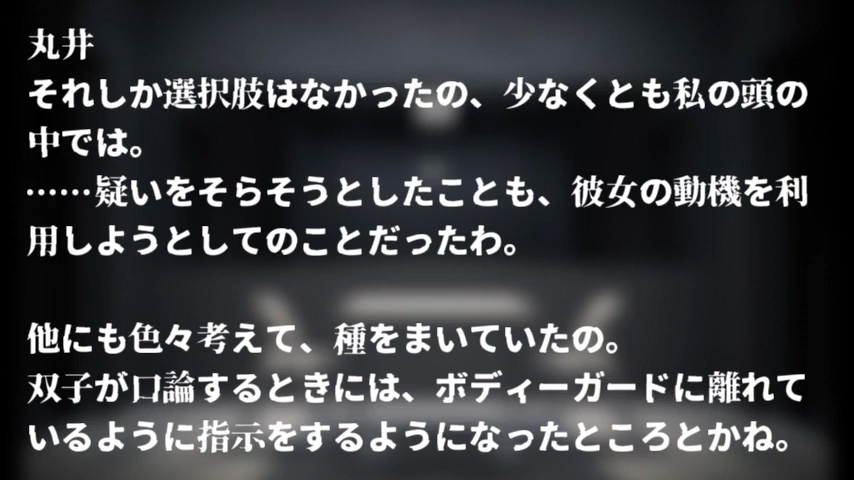 丸井
それしか選択肢はなかったの、少なくとも私の頭の
中では。
……疑いをそらそうとしたことも、彼女の動機を利
用しようとしてのことだったわ。
他にも色々考えて、種をまいていたの。
双子が口論するときには、ボディーガードに離れて
いるように指示をするようになったところとかね。